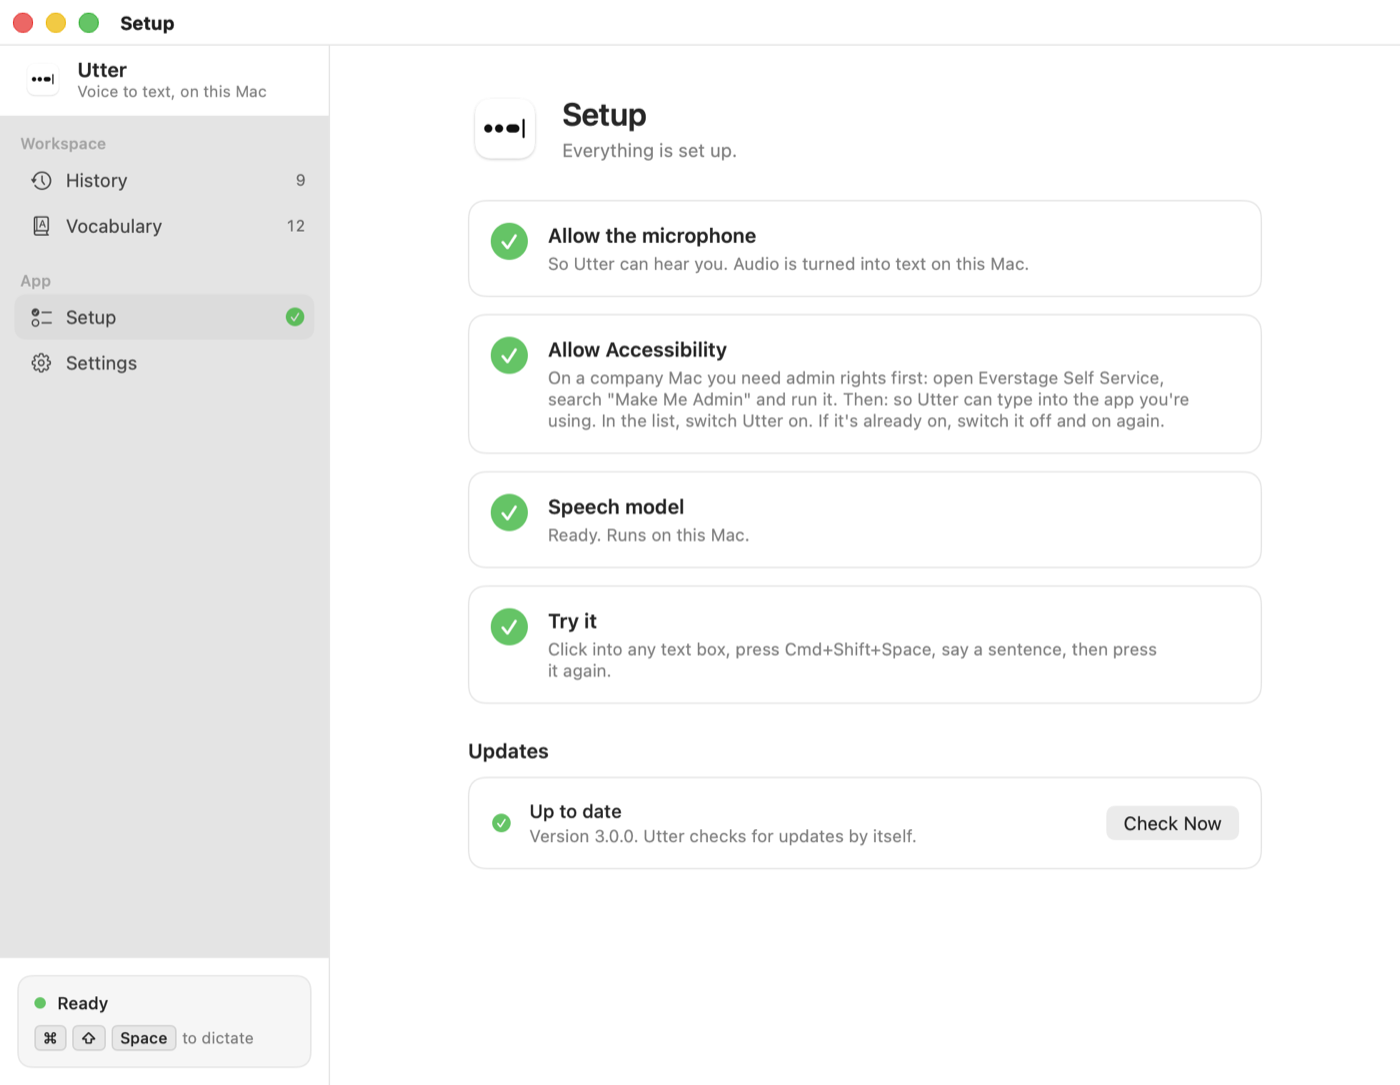 Setup
Utter
Voice to text, on this Mac
Workspace
History 9
Vocabulary 12
App
Setup
Settings
Ready
⌘ ⇧ Space to dictate
Setup
Everything is set up.
Allow the microphone
So Utter can hear you. Audio is turned into text on this Mac.
Allow Accessibility
On a company Mac you need admin rights first: open Everstage Self Service,
search "Make Me Admin" and run it. Then: so Utter can type into the app you're
using. In the list, switch Utter on. If it's already on, switch it off and on again.
Speech model
Ready. Runs on this Mac.
Try it
Click into any text box, press Cmd+Shift+Space, say a sentence, then press
it again.
Updates
Up to date
Version 3.0.0. Utter checks for updates by itself.
Check Now